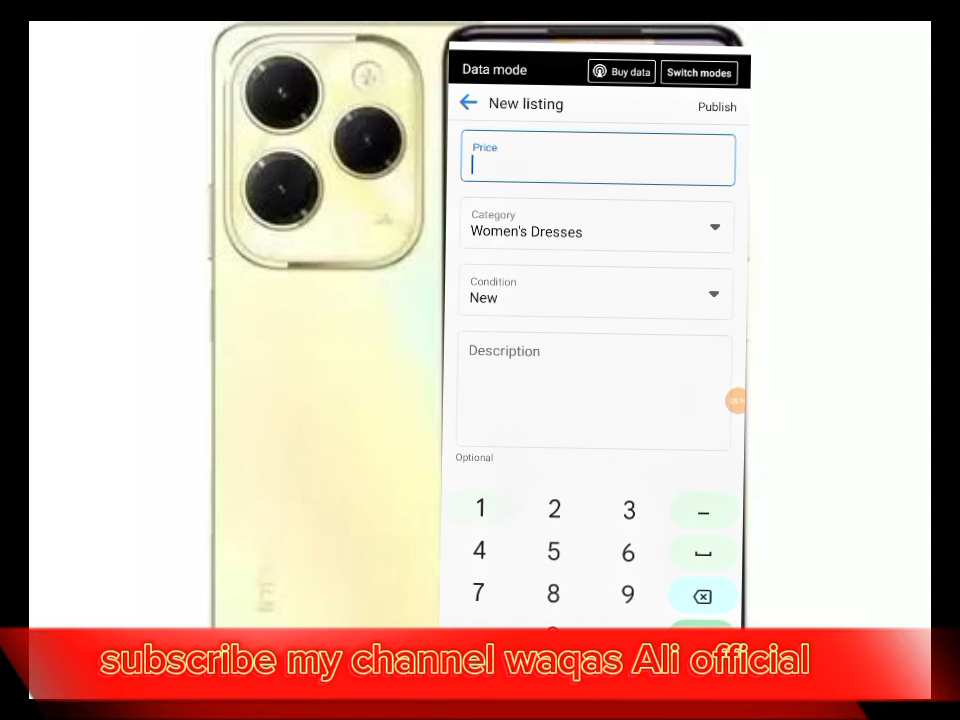 Data mode
Buy data
Switch modes
New listing
Publish
Price
Category
Women's Dresses
Condition
New
Description
Optional
1 2 3 –
4 5 6
7 8 9
subscribe my channel waqas Ali official